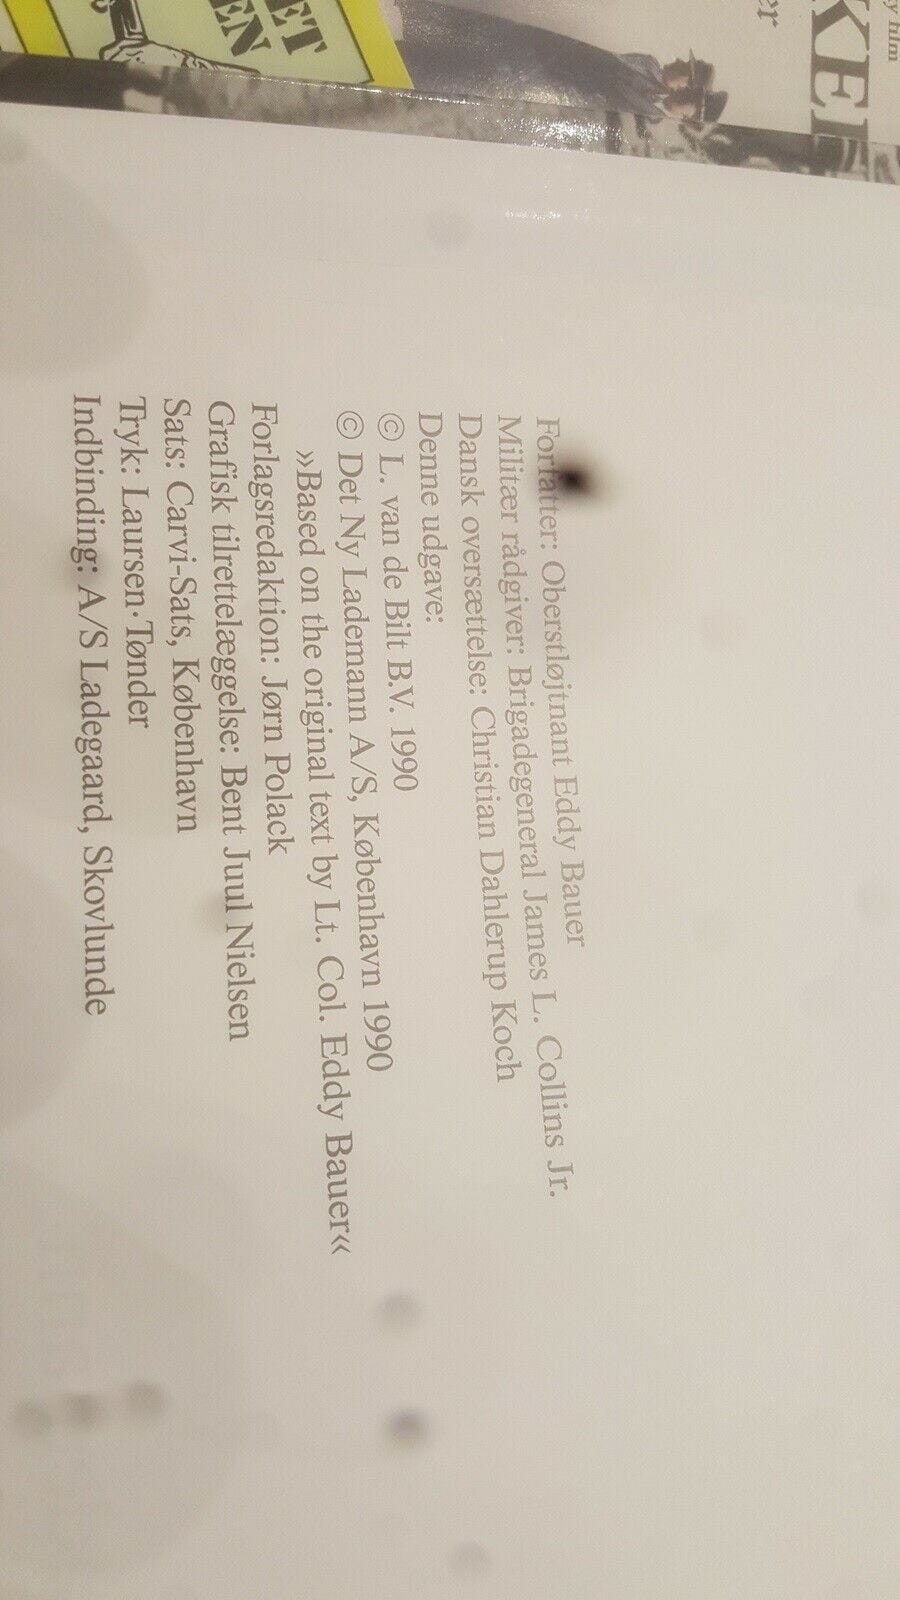 Forfatter: Oberstløjtnant Eddy Bauer
Militær rådgiver: Brigadegeneral James L. Collins Jr.
Dansk oversættelse: Christian Dahlerup Koch
Denne udgave:
© L. van de Bilt B.V. 1990
© Det Ny Lademann A/S, København 1990
»Based on the original text by Lt. Col. Eddy Bauer«
Forlagsredaktion: Jørn Polack
Grafisk tilrettelæggelse: Bent Juul Nielsen
Sats: Carvi-Sats, København
Tryk: Laursen·Tønder
Indbinding: A/S Ladegaard, Skovlunde